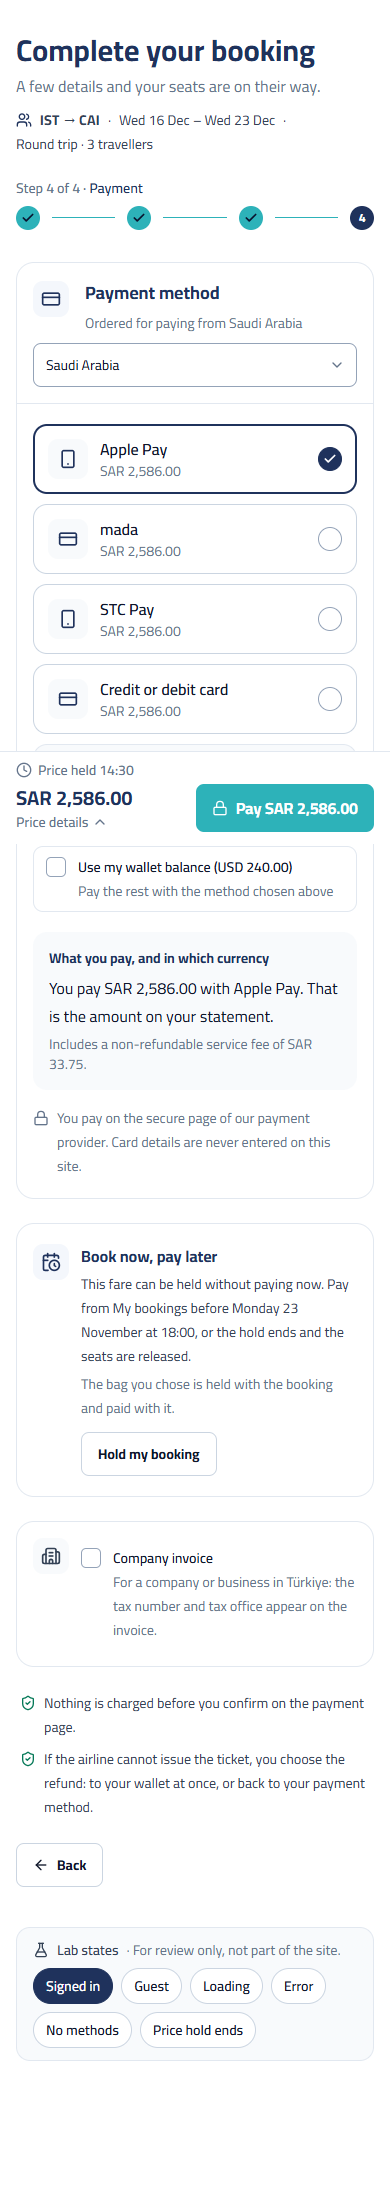 Complete your booking
A few details and your seats are on their way.
IST → CAI · Wed 16 Dec – Wed 23 Dec ·
Round trip · 3 travellers
Step 4 of 4 · Payment
4
Payment method
Ordered for paying from Saudi Arabia
Saudi Arabia
Apple Pay
SAR 2,586.00
mada
SAR 2,586.00
STC Pay
SAR 2,586.00
Credit or debit card
SAR 2,586.00
Price held 14:30
SAR 2,586.00
Price details
Pay SAR 2,586.00
Use my wallet balance (USD 240.00)
Pay the rest with the method chosen above
What you pay, and in which currency
You pay SAR 2,586.00 with Apple Pay. That
is the amount on your statement.
Includes a non-refundable service fee of SAR
33.75.
You pay on the secure page of our payment
provider. Card details are never entered on this
site.
Book now, pay later
This fare can be held without paying now. Pay
from My bookings before Monday 23
November at 18:00, or the hold ends and the
seats are released.
The bag you chose is held with the booking
and paid with it.
Hold my booking
Company invoice
For a company or business in Türkiye: the
tax number and tax office appear on the
invoice.
Nothing is charged before you confirm on the payment
page.
If the airline cannot issue the ticket, you choose the
refund: to your wallet at once, or back to your payment
method.
Back
Lab states · For review only, not part of the site.
Signed in
Guest
Loading
Error
No methods
Price hold ends